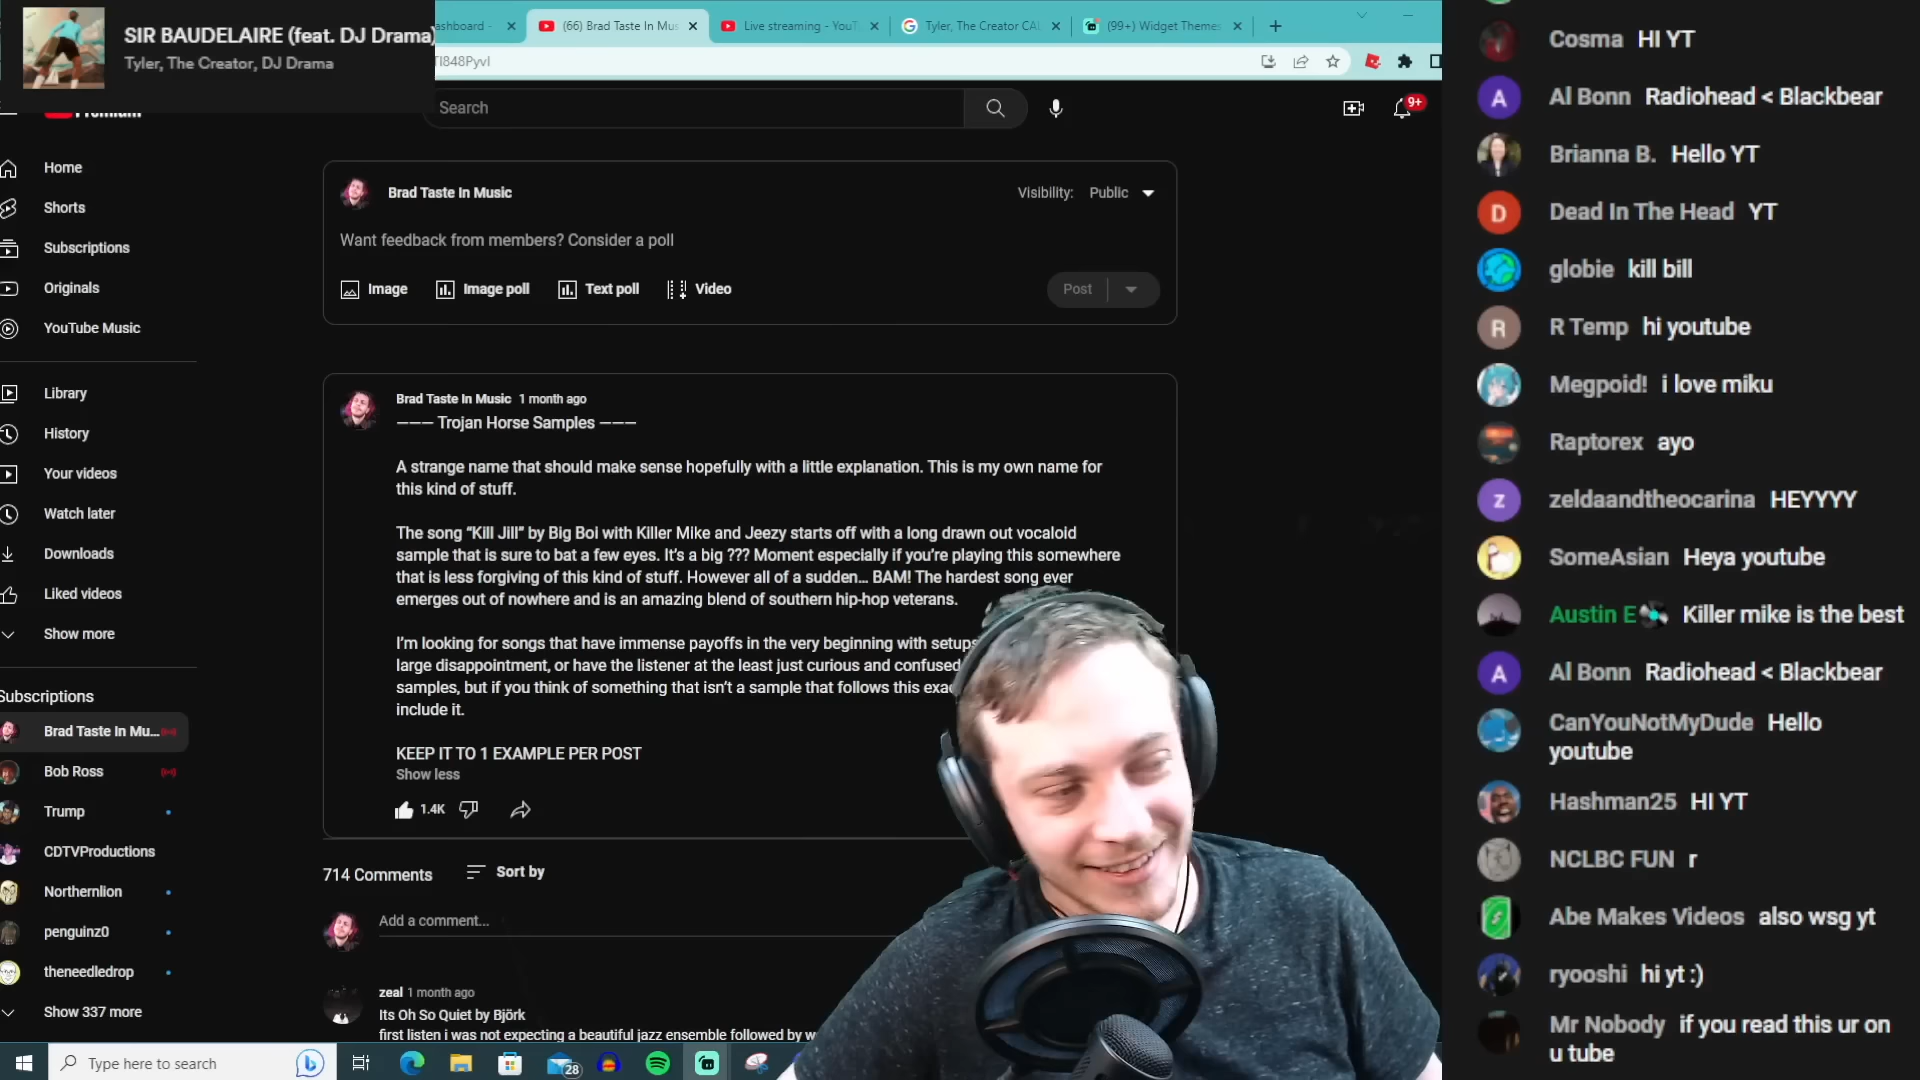 SIR BAUDELAIRE (feat. DJ Drama)
Tyler, The Creator, DJ Drama
ashboard -
(66) Brad Taste In Mus
Live streaming - YouT
Tyler, The Creator CAL
(99+) Widget Themes
TI848PyvI
Premium
Search
9+
Home
Shorts
Subscriptions
Originals
YouTube Music
Library
History
Your videos
Watch later
Downloads
Liked videos
Show more
Subscriptions
Brad Taste In Mu...
Bob Ross
Trump
CDTVProductions
Northernlion
penguinz0
theneedledrop
Show 337 more
Brad Taste In Music
Visibility: Public
Want feedback from members? Consider a poll
Image
Image poll
Text poll
Video
Post
Brad Taste In Music 1 month ago
——— Trojan Horse Samples ———
A strange name that should make sense hopefully with a little explanation. This is my own name for
this kind of stuff.
The song “Kill Jill” by Big Boi with Killer Mike and Jeezy starts off with a long drawn out vocaloid
sample that is sure to bat a few eyes. It’s a big ??? Moment especially if you’re playing this somewhere
that is less forgiving of this kind of stuff. However all of a sudden… BAM! The hardest song ever
emerges out of nowhere and is an amazing blend of southern hip-hop veterans.
I’m looking for songs that have immense payoffs in the very beginning with setups
large disappointment, or have the listener at the least just curious and confused
samples, but if you think of something that isn’t a sample that follows this exac
include it.
KEEP IT TO 1 EXAMPLE PER POST
Show less
1.4K
714 Comments
Sort by
Add a comment...
zeal 1 month ago
Its Oh So Quiet by Björk
first listen i was not expecting a beautiful jazz ensemble followed by w
Type here to search
28
Cosma HI YT
A Al Bonn Radiohead < Blackbear
Brianna B. Hello YT
D Dead In The Head YT
globie kill bill
R R Temp hi youtube
Megpoid! i love miku
Raptorex ayo
z zeldaandtheocarina HEYYYY
SomeAsian Heya youtube
Austin E Killer mike is the best
A Al Bonn Radiohead < Blackbear
CanYouNotMyDude Hello
youtube
Hashman25 HI YT
NCLBC FUN r
Abe Makes Videos also wsg yt
ryooshi hi yt :)
Mr Nobody if you read this ur on
u tube